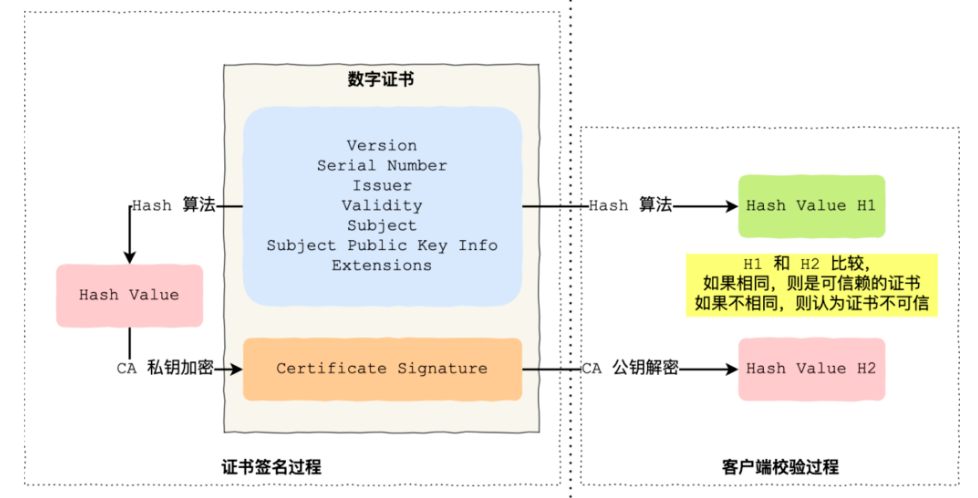 数字证书
Version
Serial Number
Issuer
Validity
Subject
Subject Public Key Info
Extensions
Hash 算法
Hash Value
CA 私钥加密
Certificate Signature
证书签名过程
Hash 算法
Hash Value H1
H1 和 H2 比较，
如果相同，则是可信赖的证书
如果不相同，则认为证书不可信
CA 公钥解密
Hash Value H2
客户端校验过程